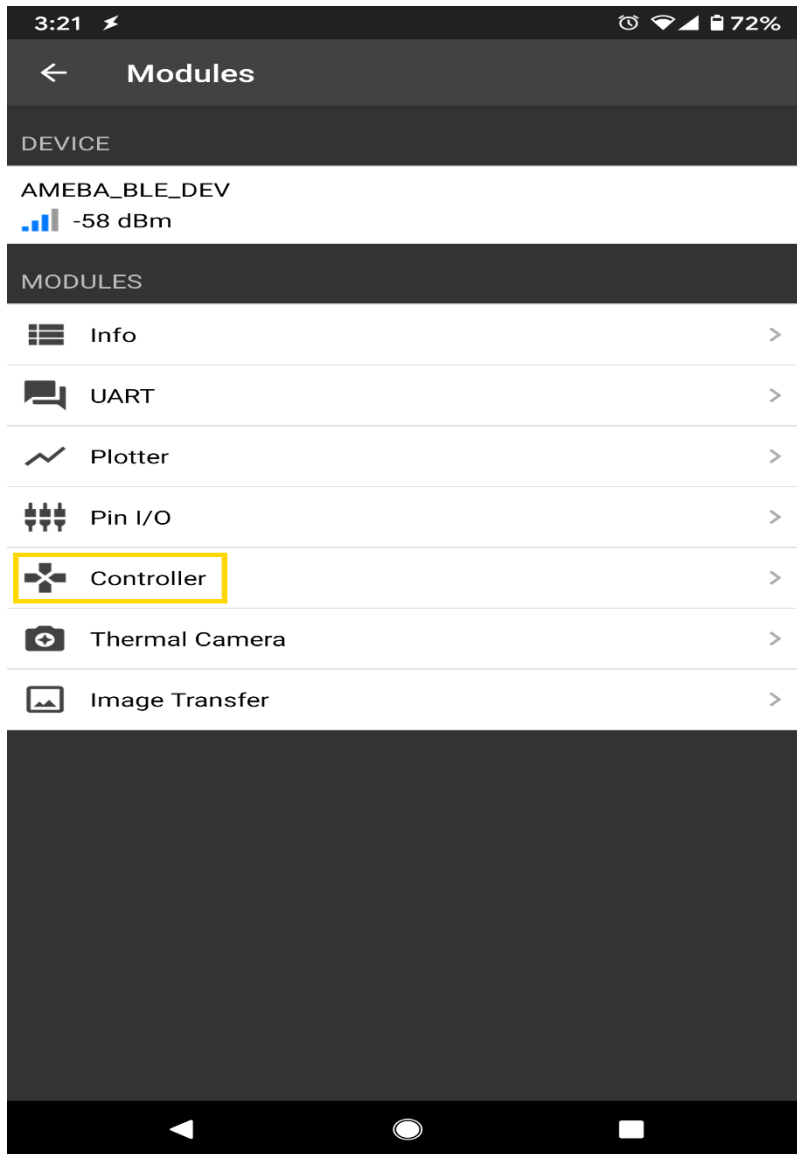 3:21 72%
Modules
DEVICE
AMEBA_BLE_DEV
-58 dBm
MODULES
Info
UART
Plotter
Pin I/O
Controller
Thermal Camera
Image Transfer